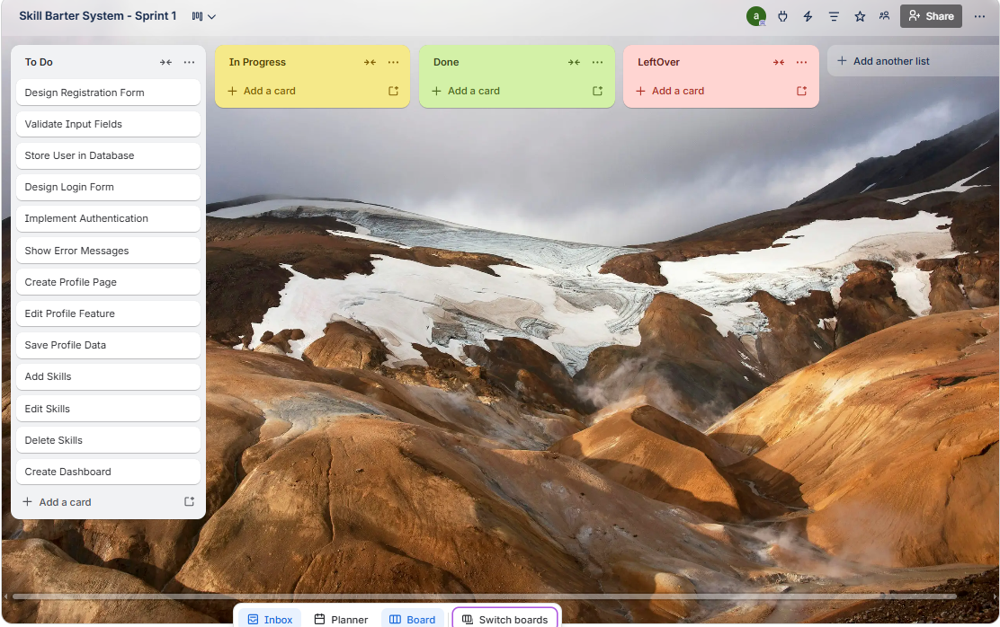 Skill Barter System - Sprint 1
a
Share
To Do
Design Registration Form
Validate Input Fields
Store User in Database
Design Login Form
Implement Authentication
Show Error Messages
Create Profile Page
Edit Profile Feature
Save Profile Data
Add Skills
Edit Skills
Delete Skills
Create Dashboard
Add a card
In Progress
Add a card
Done
Add a card
LeftOver
Add a card
Add another list
Inbox
Planner
Board
Switch boards